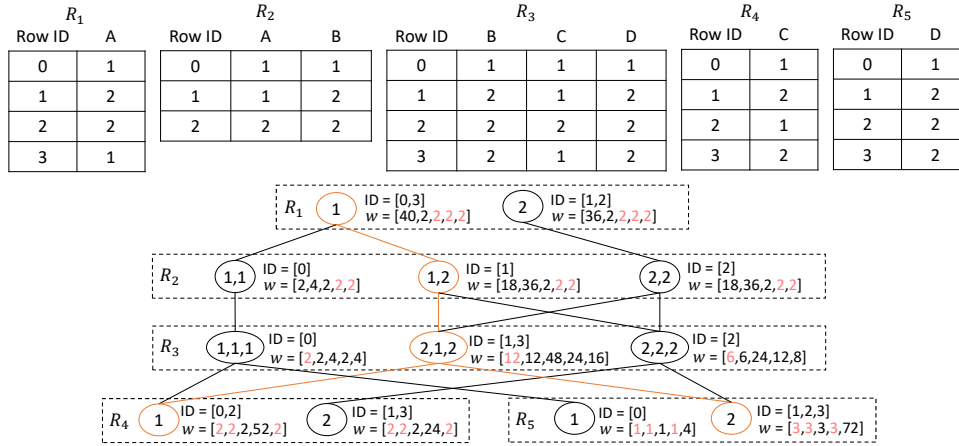 R1 R2 R3 R4 R5
Row ID A Row ID A B Row ID B C D Row ID C Row ID D
0 1 0 1 1 0 1 1 1 0 1 0 1
1 2 1 1 2 1 2 1 2 1 2 1 2
2 2 2 2 2 2 2 2 2 2 1 2 2
3 1 3 2 1 2 3 2 3 2
R1 1 ID = [0,3] 2 ID = [1,2]
w = [40,2,2,2,2] w = [36,2,2,2,2]
R2 1,1 ID = [0] 1,2 ID = [1] 2,2 ID = [2]
w = [2,4,2,2,2] w = [18,36,2,2,2] w = [18,36,2,2,2]
R3 1,1,1 ID = [0] 2,1,2 ID = [1,3] 2,2,2 ID = [2]
w = [2,2,4,2,4] w = [12,12,48,24,16] w = [6,6,24,12,8]
R4 1 ID = [0,2] 2 ID = [1,3] R5 1 ID = [0] 2 ID = [1,2,3]
w = [2,2,2,52,2] w = [2,2,2,24,2] w = [1,1,1,1,4] w = [3,3,3,3,72]